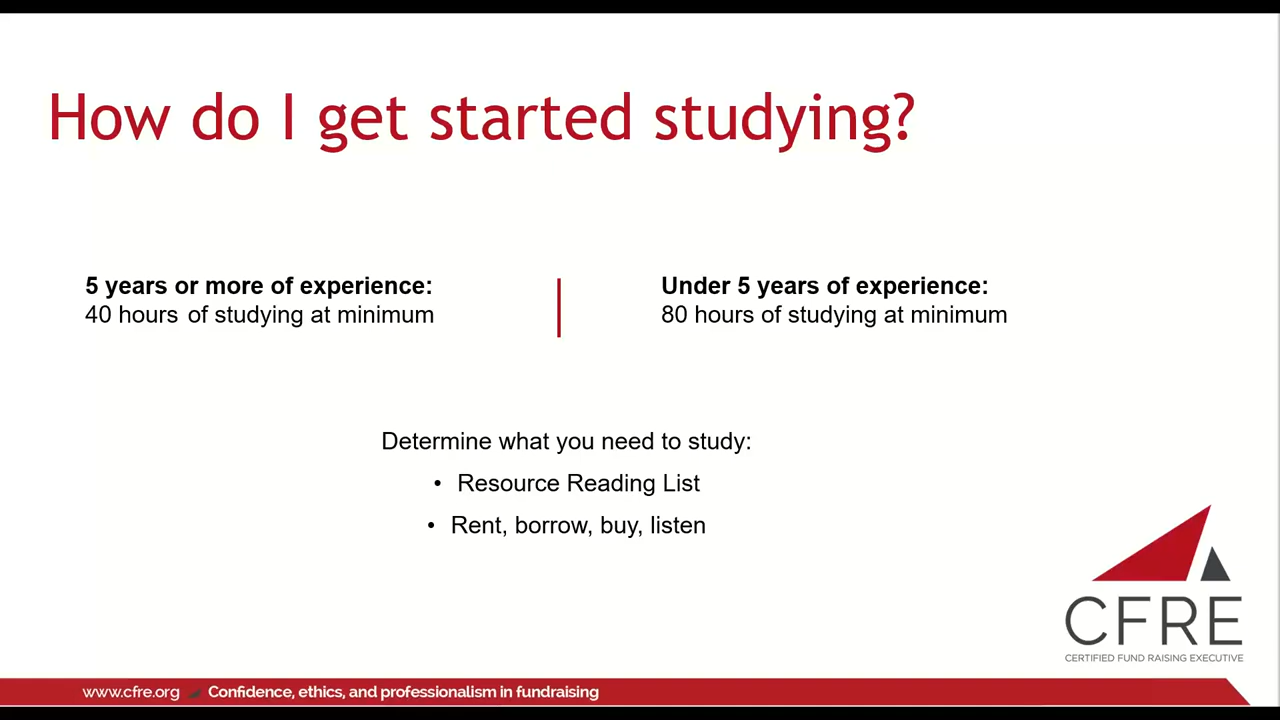 How do I get started studying?
5 years or more of experience:
40 hours of studying at minimum
Under 5 years of experience:
80 hours of studying at minimum
Determine what you need to study:
• Resource Reading List
• Rent, borrow, buy, listen
CFRE
CERTIFIED FUND RAISING EXECUTIVE
www.cfre.org Confidence, ethics, and professionalism in fundraising